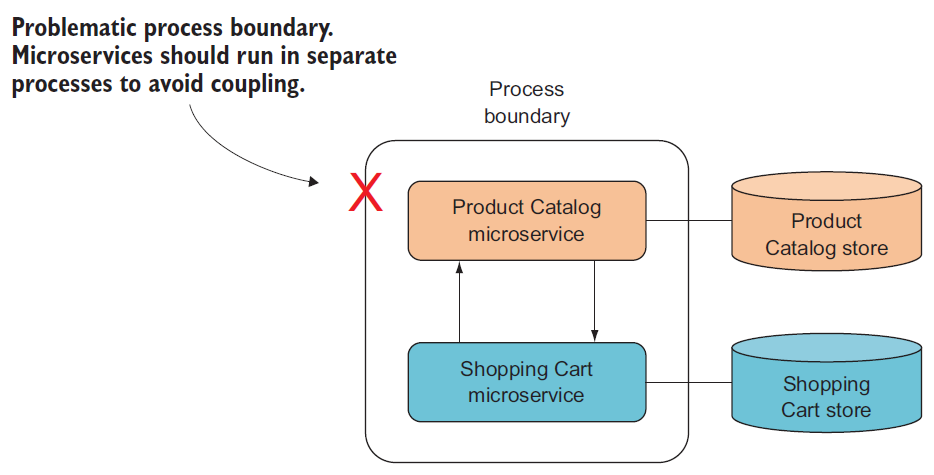 Problematic process boundary.
Microservices should run in separate
processes to avoid coupling.
Process
boundary
X
Product Catalog
microservice
Product
Catalog store
Shopping Cart
microservice
Shopping
Cart store